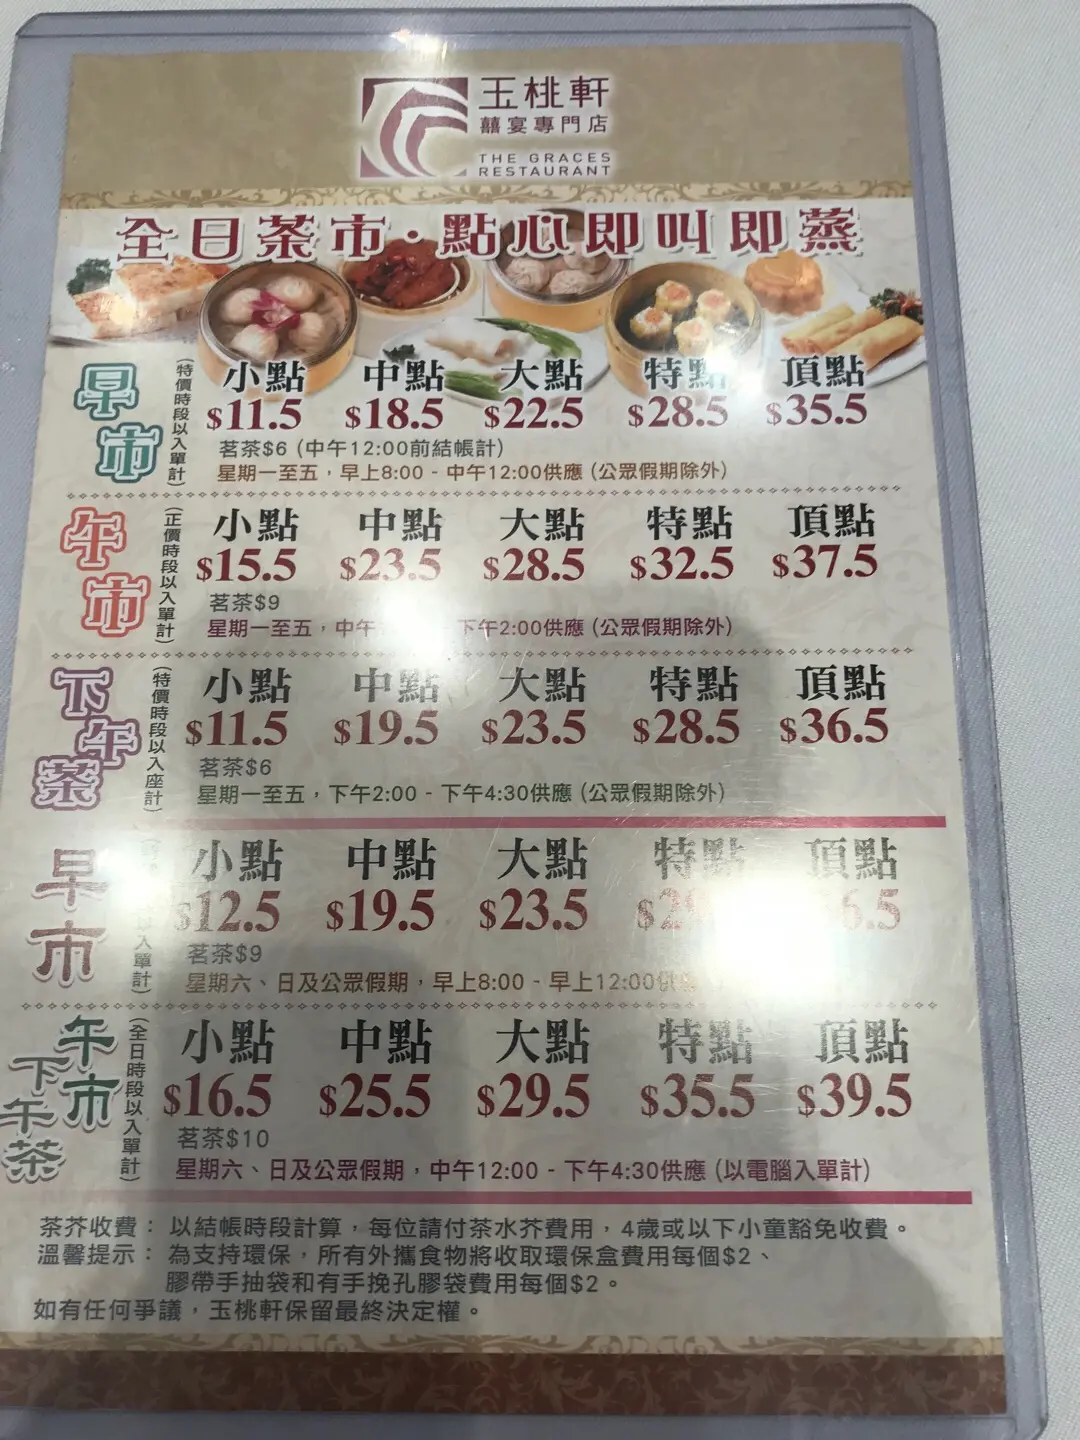 玉桃軒
囍宴專門店
THE GRACES
RESTAURANT
全日茶市·點心即叫即蒸
早市
(特價時段以入單計)
小點 中點 大點 特點 頂點
$11.5 $18.5 $22.5 $28.5 $35.5
茗茶$6 (中午12:00前結帳計)
星期一至五，早上8:00 - 中午12:00供應 (公眾假期除外)
午市
(正價時段以入單計)
小點 中點 大點 特點 頂點
$15.5 $23.5 $28.5 $32.5 $37.5
茗茶$9
星期一至五，中午 下午2:00供應 (公眾假期除外)
下午茶
(特價時段以入座計)
小點 中點 大點 特點 頂點
$11.5 $19.5 $23.5 $28.5 $36.5
茗茶$6
星期一至五，下午2:00 - 下午4:30供應 (公眾假期除外)
早市
入單計)
小點 中點 大點 特點 頂點
$12.5 $19.5 $23.5
茗茶$9
星期六、日及公眾假期，早上8:00 - 早上12:00供
午市
下午茶
(全日時段以入單計)
小點 中點 大點 特點 頂點
$16.5 $25.5 $29.5 $35.5 $39.5
茗茶$10
星期六、日及公眾假期，中午12:00 - 下午4:30供應 (以電腦入單計)
茶芥收費： 以結帳時段計算，每位請付茶水芥費用，4歲或以下小童豁免收費。
溫馨提示： 為支持環保，所有外攜食物將收取環保盒費用每個$2、
膠帶手抽袋和有手挽孔膠袋費用每個$2。
如有任何爭議，玉桃軒保留最終決定權。